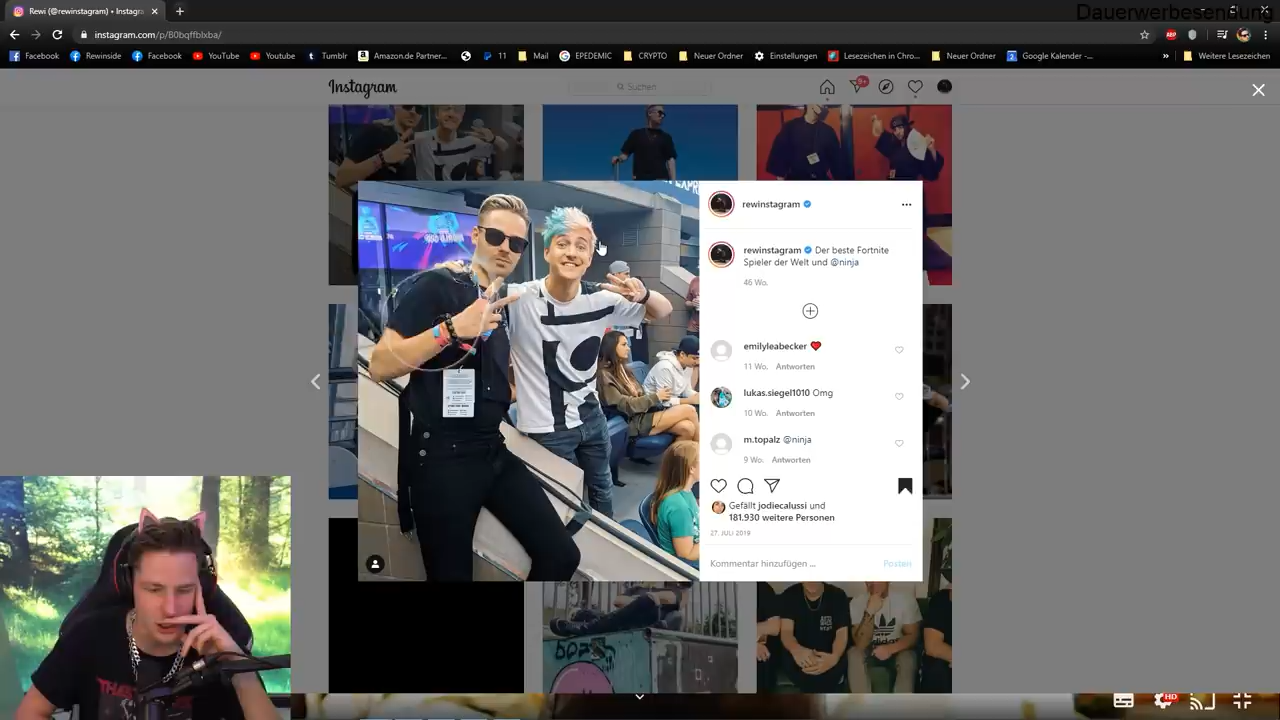 Dauerwerbesendung
Rewi (@rewinstagram) • Instagra
instagram.com/p/B0bqffblxba/
Facebook Rewinside Facebook YouTube Youtube Tumblr Amazon.de Partner... 11 Mail EPEDEMIC CRYPTO Neuer Ordner Einstellungen Lesezeichen in Chro... Neuer Ordner Google Kalender -... Weitere Lesezeichen
Instagram
Suchen
9+
rewinstagram
rewinstagram Der beste Fortnite
Spieler der Welt und @ninja
46 Wo.
emilyleabecker ❤
11 Wo. Antworten
lukas.siegel1010 Omg
10 Wo. Antworten
m.topalz @ninja
9 Wo. Antworten
Gefällt jodiecalussi und
181.930 weitere Personen
27. JULI 2019
Kommentar hinzufügen ...
Posten
HD